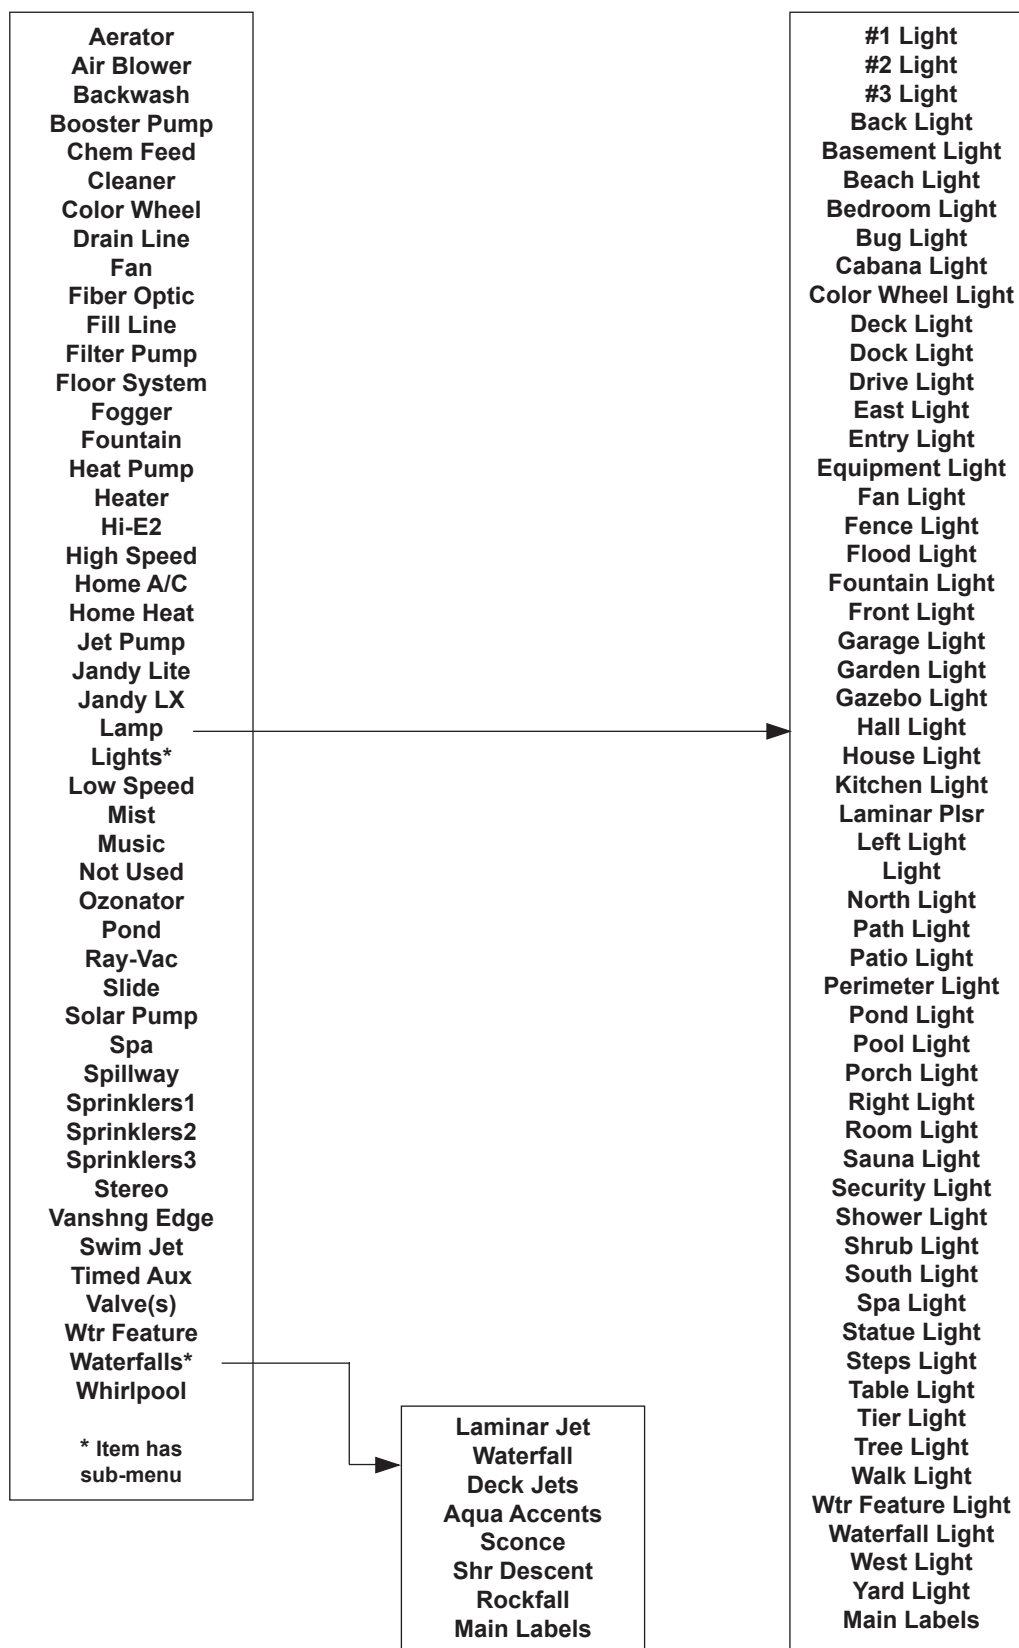 Aerator
Air Blower
Backwash
Booster Pump
Chem Feed
Cleaner
Color Wheel
Drain Line
Fan
Fiber Optic
Fill Line
Filter Pump
Floor System
Fogger
Fountain
Heat Pump
Heater
Hi-E2
High Speed
Home A/C
Home Heat
Jet Pump
Jandy Lite
Jandy LX
Lamp
Lights*
Low Speed
Mist
Music
Not Used
Ozonator
Pond
Ray-Vac
Slide
Solar Pump
Spa
Spillway
Sprinklers1
Sprinklers2
Sprinklers3
Stereo
Vanshng Edge
Swim Jet
Timed Aux
Valve(s)
Wtr Feature
Waterfalls*
Whirlpool
* Item has
sub-menu
Laminar Jet
Waterfall
Deck Jets
Aqua Accents
Sconce
Shr Descent
Rockfall
Main Labels
#1 Light
#2 Light
#3 Light
Back Light
Basement Light
Beach Light
Bedroom Light
Bug Light
Cabana Light
Color Wheel Light
Deck Light
Dock Light
Drive Light
East Light
Entry Light
Equipment Light
Fan Light
Fence Light
Flood Light
Fountain Light
Front Light
Garage Light
Garden Light
Gazebo Light
Hall Light
House Light
Kitchen Light
Laminar Plsr
Left Light
Light
North Light
Path Light
Patio Light
Perimeter Light
Pond Light
Pool Light
Porch Light
Right Light
Room Light
Sauna Light
Security Light
Shower Light
Shrub Light
South Light
Spa Light
Statue Light
Steps Light
Table Light
Tier Light
Tree Light
Walk Light
Wtr Feature Light
Waterfall Light
West Light
Yard Light
Main Labels